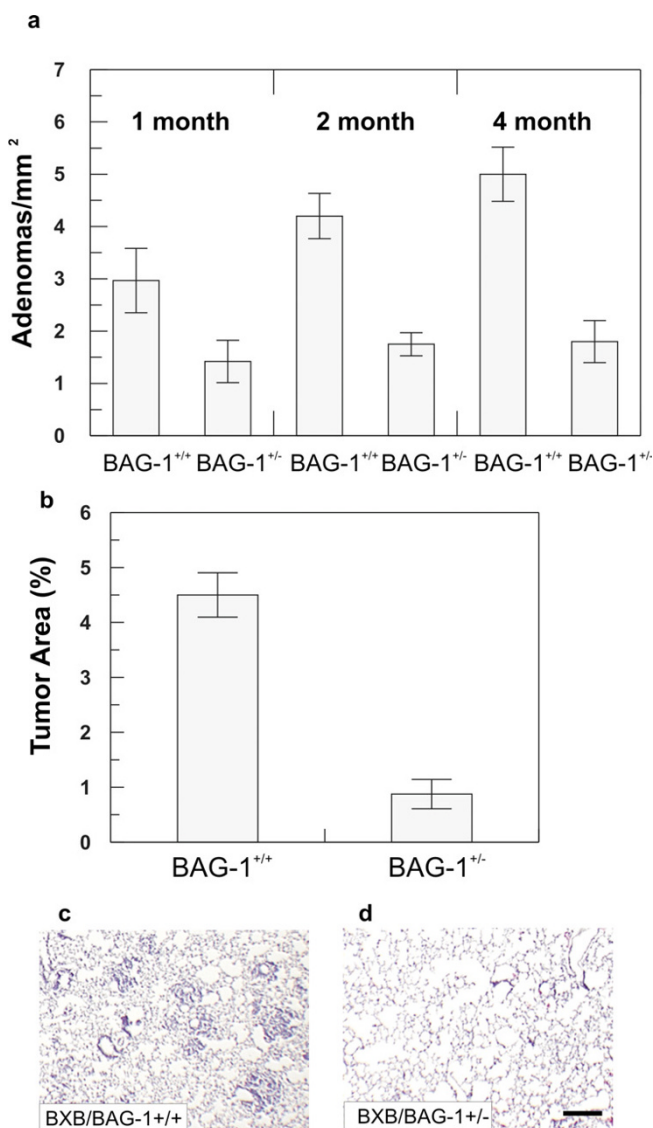 a
7
6
5
4
3
2
1
0
Adenomas/mm²
1 month 2 month 4 month
BAG-1⁺/⁺ BAG-1⁺/⁻ BAG-1⁺/⁺ BAG-1⁺/⁻ BAG-1⁺/⁺ BAG-1⁺/⁻
b
6
5
4
3
2
1
0
Tumor Area (%)
BAG-1⁺/⁺ BAG-1⁺/⁻
c d
BXB/BAG-1+/+ BXB/BAG-1+/-